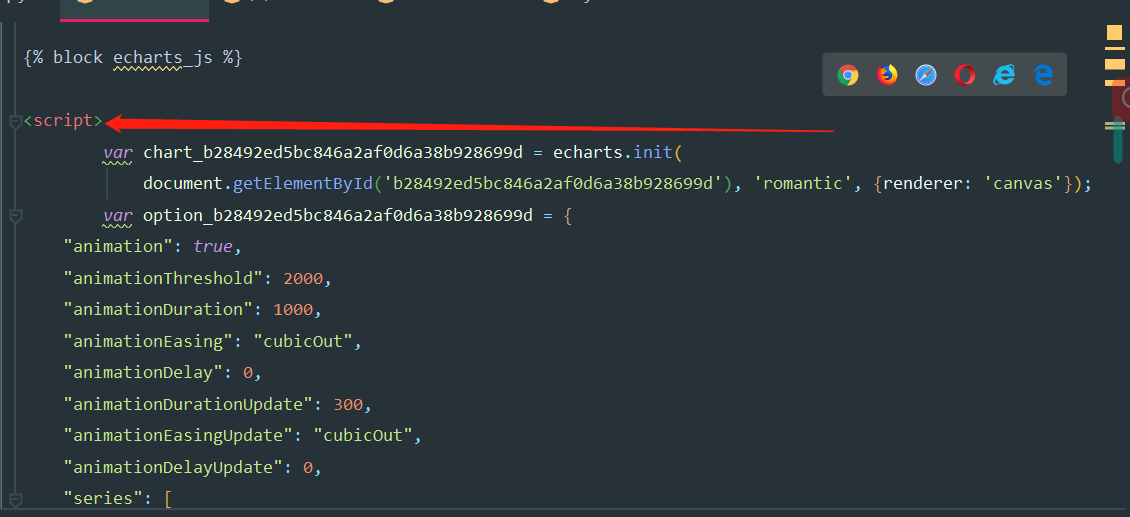 {% block echarts_js %}
<script>
var chart_b28492ed5bc846a2af0d6a38b928699d = echarts.init(
document.getElementById('b28492ed5bc846a2af0d6a38b928699d'), 'romantic', {renderer: 'canvas'});
var option_b28492ed5bc846a2af0d6a38b928699d = {
"animation": true,
"animationThreshold": 2000,
"animationDuration": 1000,
"animationEasing": "cubicOut",
"animationDelay": 0,
"animationDurationUpdate": 300,
"animationEasingUpdate": "cubicOut",
"animationDelayUpdate": 0,
"series": [